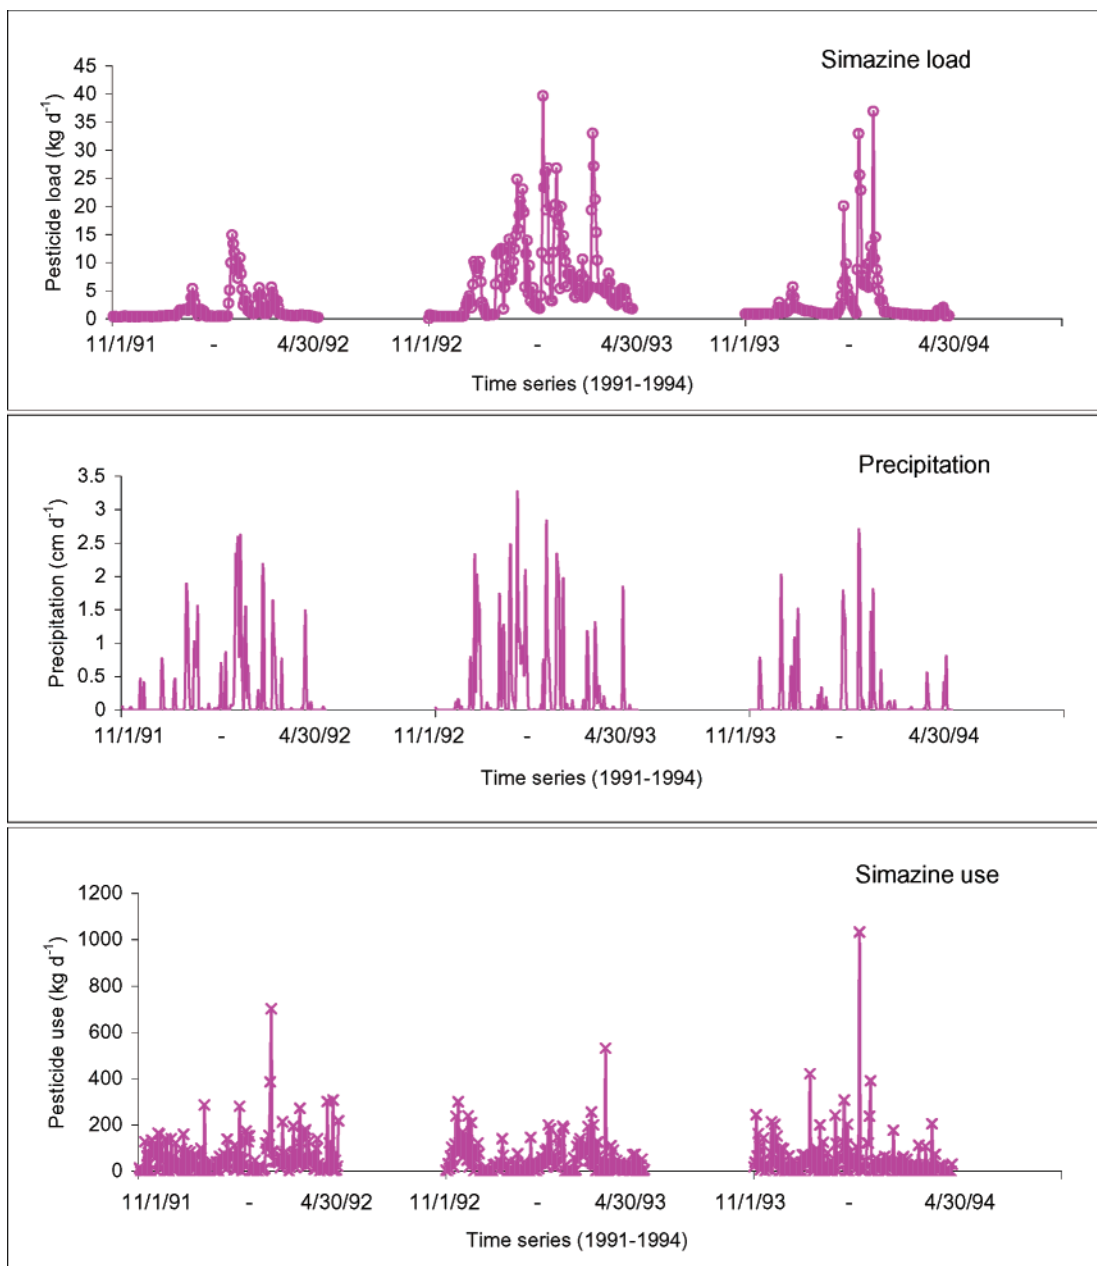 Simazine load
Pesticide load (kg d⁻¹)
45
40
35
30
25
20
15
10
5
0
11/1/91 - 4/30/92 11/1/92 - 4/30/93 11/1/93 - 4/30/94
Time series (1991-1994)
Precipitation
Precipitation (cm d⁻¹)
3.5
3
2.5
2
1.5
1
0.5
0
11/1/91 - 4/30/92 11/1/92 - 4/30/93 11/1/93 - 4/30/94
Time series (1991-1994)
Simazine use
Pesticide use (kg d⁻¹)
1200
1000
800
600
400
200
0
11/1/91 - 4/30/92 11/1/92 - 4/30/93 11/1/93 - 4/30/94
Time series (1991-1994)